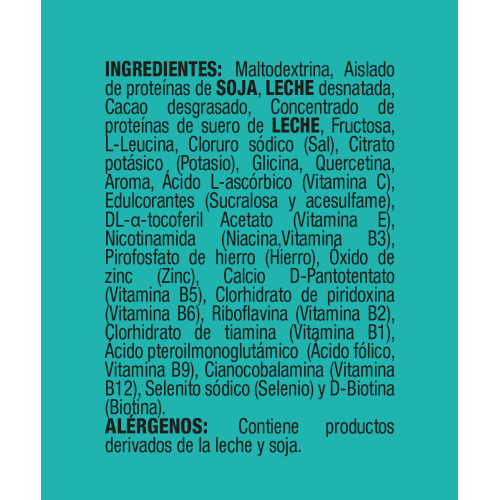 INGREDIENTES: Maltodextrina, Aislado
de proteínas de SOJA, LECHE desnatada,
Cacao desgrasado, Concentrado de
proteínas de suero de LECHE, Fructosa,
L-Leucina, Cloruro sódico (Sal), Citrato
potásico (Potasio), Glicina, Quercetina,
Aroma, Ácido L-ascórbico (Vitamina C),
Edulcorantes (Sucralosa y acesulfame),
DL-α-tocoferil Acetato (Vitamina E),
Nicotinamida (Niacina,Vitamina B3),
Pirofosfato de hierro (Hierro), Óxido de
zinc (Zinc), Calcio D-Pantotentato
(Vitamina B5), Clorhidrato de piridoxina
(Vitamina B6), Riboflavina (Vitamina B2),
Clorhidrato de tiamina (Vitamina B1),
Ácido pteroilmonoglutámico (Ácido fólico,
Vitamina B9), Cianocobalamina (Vitamina
B12), Selenito sódico (Selenio) y D-Biotina
(Biotina).
ALÉRGENOS: Contiene productos
derivados de la leche y soja.